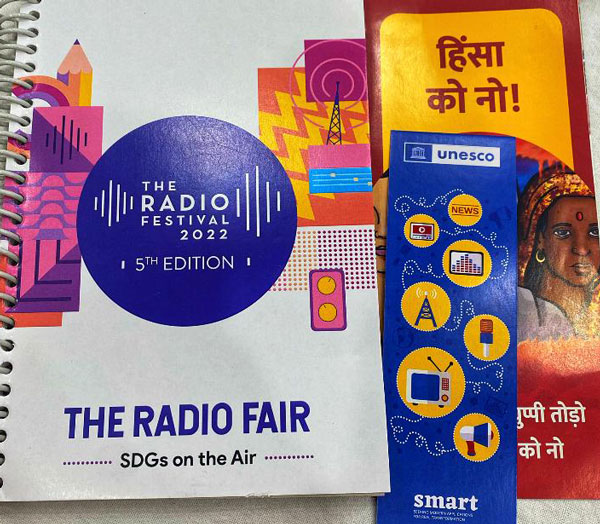 THE
RADIO
FESTIVAL
2022
5TH EDITION
THE RADIO FAIR
SDGs on the Air
हिंसा
को नो!
unesco
NEWS
smart
तोड़ो
को नो